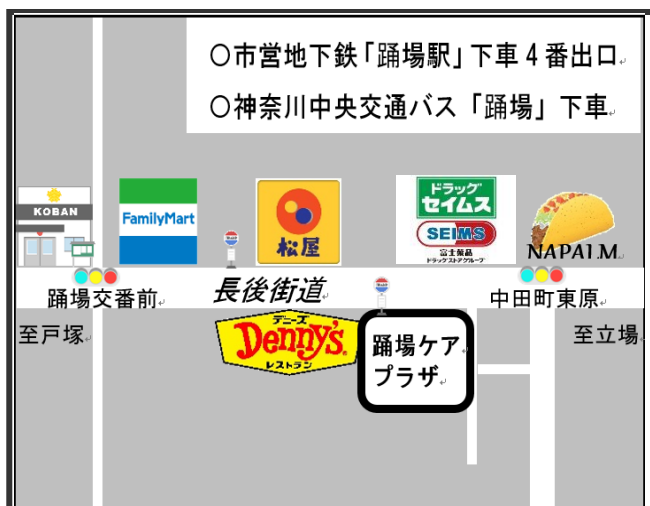 〇市営地下鉄「踊場駅」下車4番出口
〇神奈川中央交通バス「踊場」下車
KOBAN
FamilyMart
松屋
ドラッグ
セイムス
SEIMS
富士薬品
ドラッグストアグループ
NAPALM
踊場交番前
長後街道
中田町東原
至戸塚
デニーズ
Denny's
レストラン
踊場ケア
プラザ
至立場